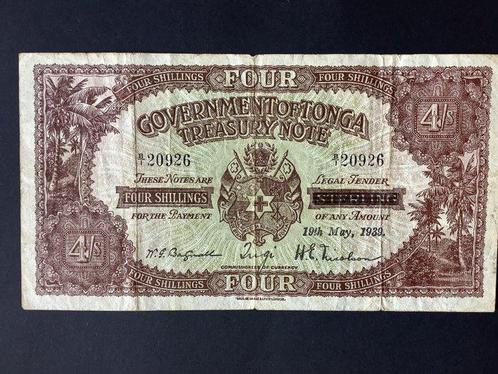 FOUR SHILLINGS FOUR FOUR SHILLINGS
GOVERNMENT OF TONGA
TREASURY NOTE
4/S
B/1 20926 B/1 20926
THESE NOTES ARE LEGAL TENDER
FOUR SHILLINGS STERLING
FOR THE PAYMENT OF ANY AMOUNT
19th May, 1939.
4/S 4/S
COMMISSIONERS OF CURRENCY
FOUR SHILLINGS FOUR FOUR SHILLINGS